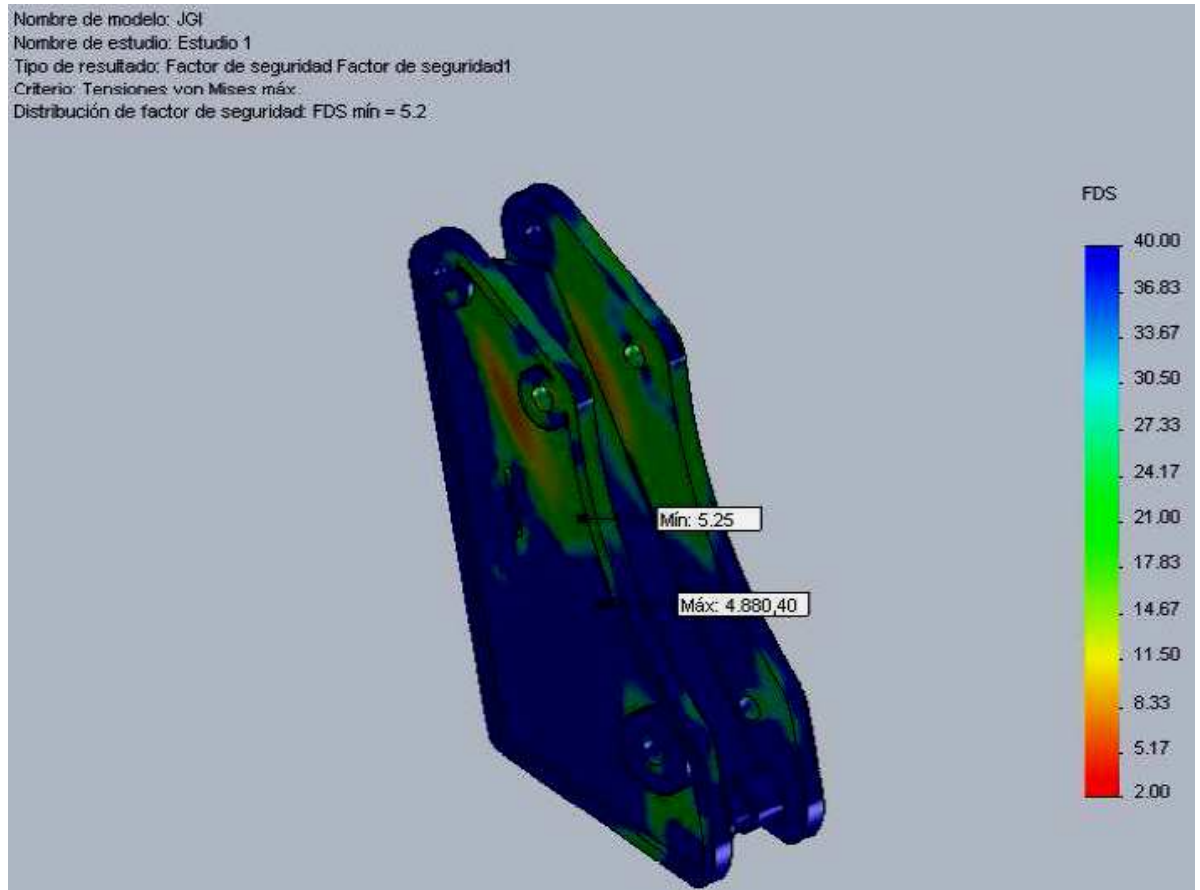 Nombre de modelo: JGI
Nombre de estudio: Estudio 1
Tipo de resultado: Factor de seguridad Factor de seguridad1
Criterio: Tensiones von Mises máx.
Distribución de factor de seguridad: FDS mín = 5.2
FDS
40.00
36.83
33.67
30.50
27.33
24.17
21.00
17.83
14.67
11.50
8.33
5.17
2.00
Mín: 5.25
Máx: 4.880,40